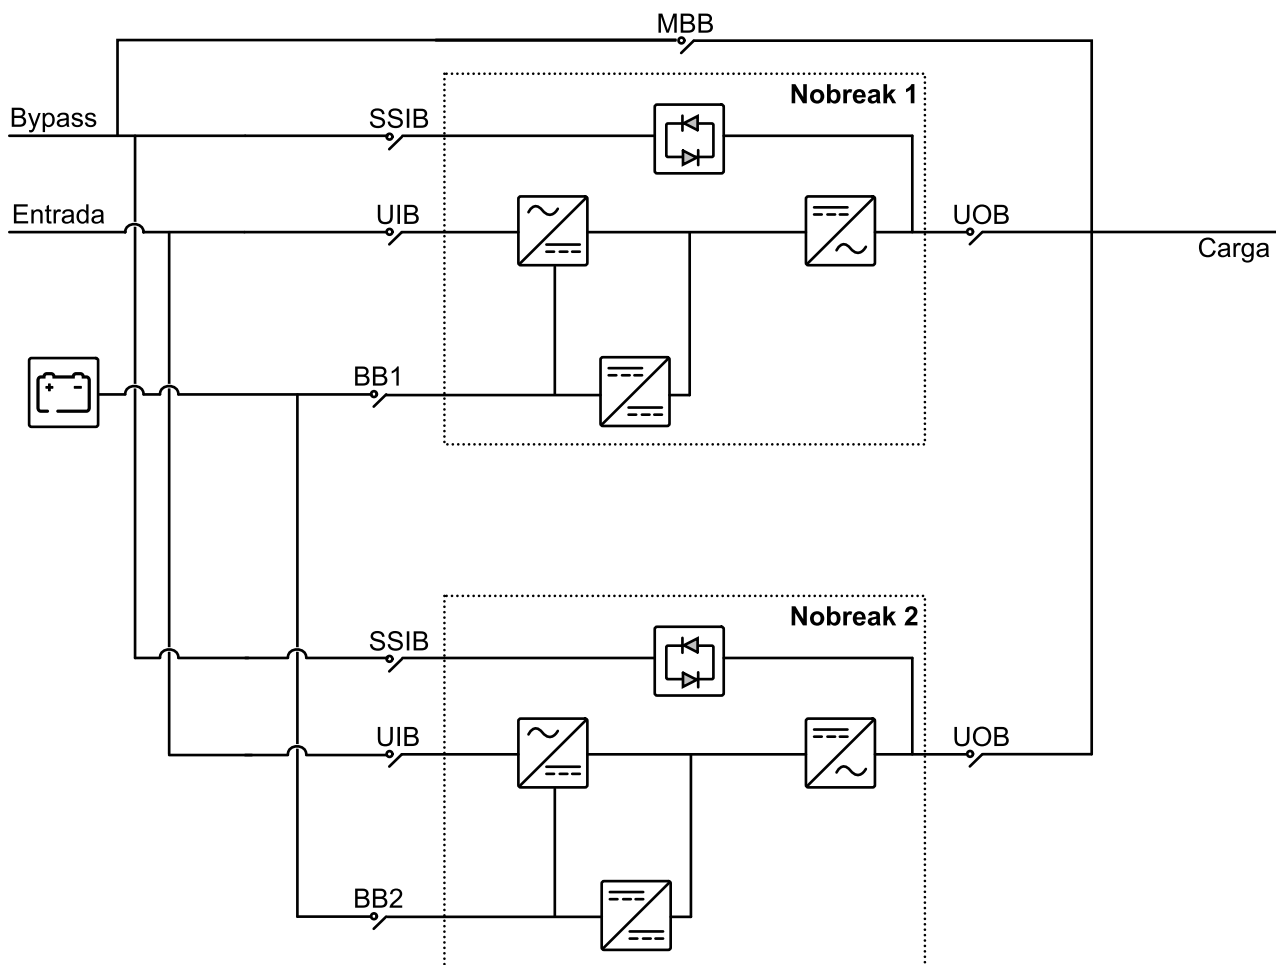 MBB
Nobreak 1
Bypass
SSIB
Entrada
UIB
UOB
Carga
BB1
Nobreak 2
SSIB
UIB
UOB
BB2